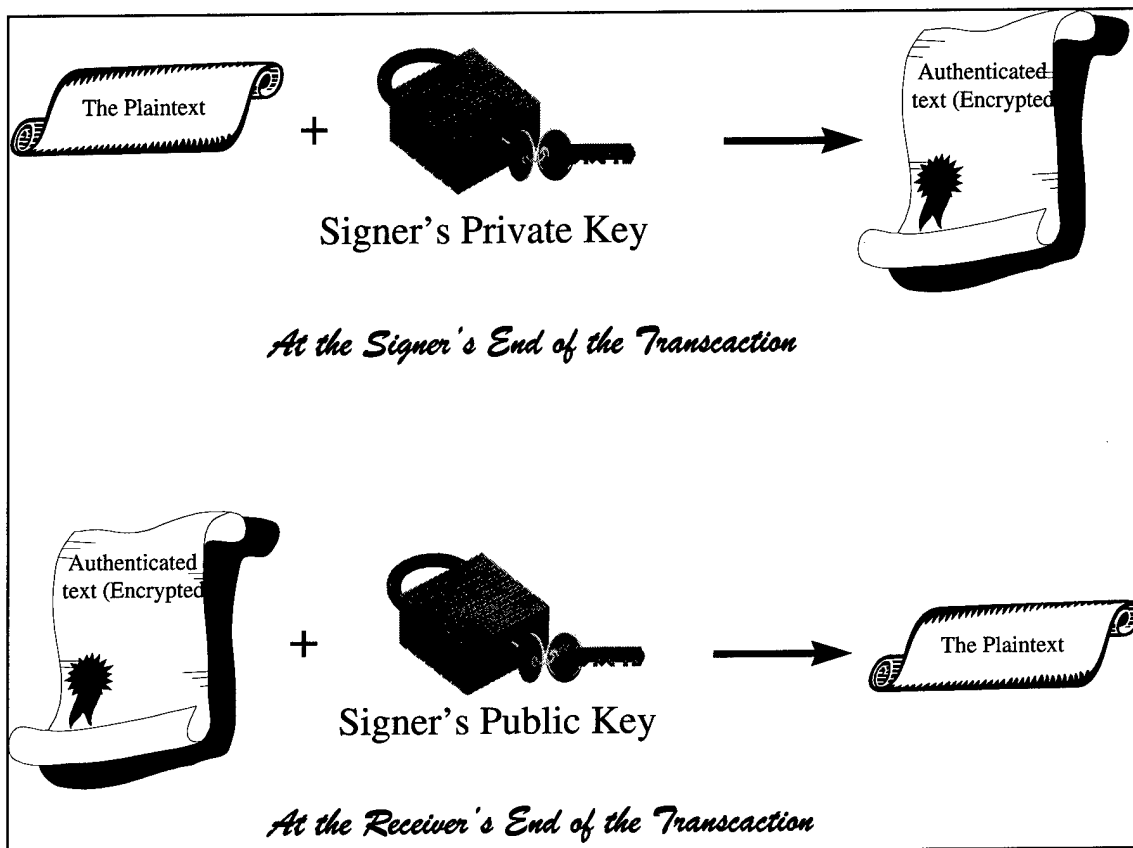 The Plaintext
+
Signer's Private Key
Authenticated
text (Encrypted
At the Signer's End of the Transcaction
Authenticated
text (Encrypted
+
Signer's Public Key
The Plaintext
At the Receiver's End of the Transcaction